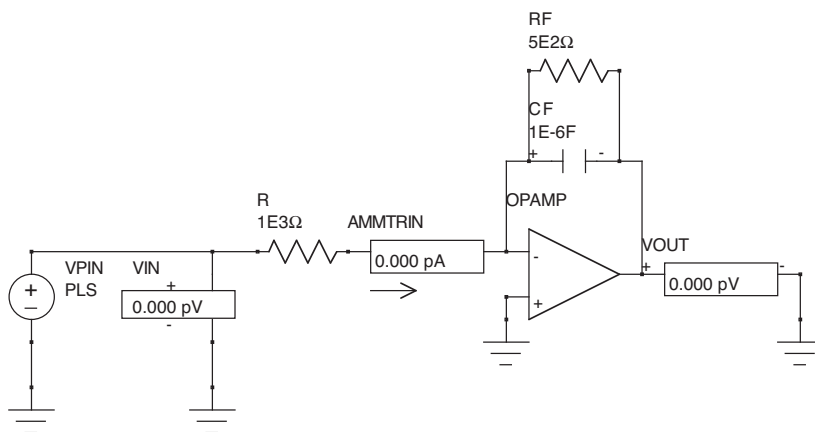 RF
5E2Ω
CF
1E-6F
+ -
OPAMP
R
1E3Ω
AMMTRIN
0.000 pA
-
+
VOUT
+ -
0.000 pV
VPIN
PLS
+
–
VIN
+
0.000 pV
-